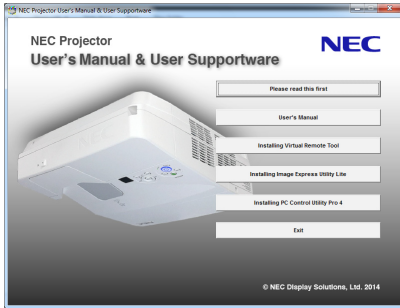 NEC Projector User's Manual & User Supportware
NEC Projector
User's Manual & User Supportware
NEC
Please read this first
User's Manual
Installing Virtual Remote Tool
Installing Image Express Utility Lite
Installing PC Control Utility Pro 4
Exit
© NEC Display Solutions, Ltd. 2014
NEC